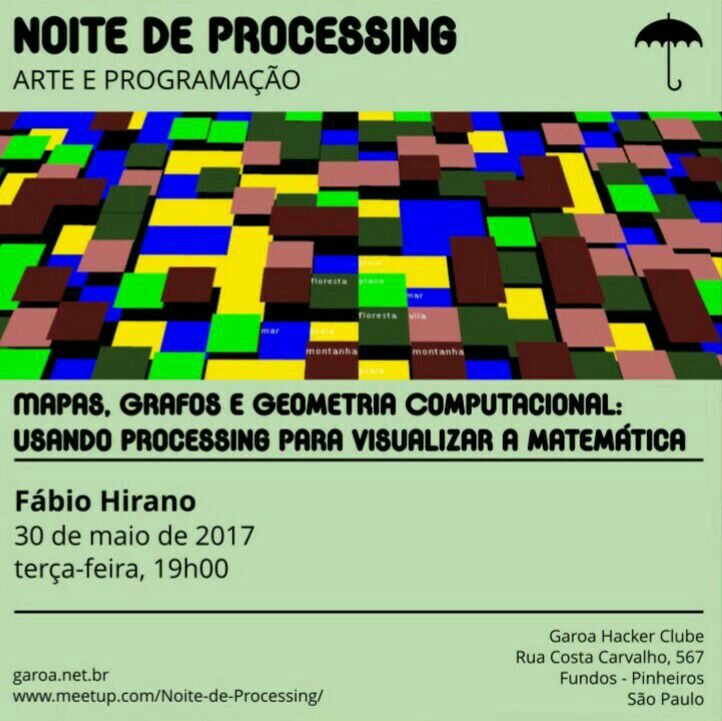 NOITE DE PROCESSING
ARTE E PROGRAMAÇÃO
praia
floresta
plano
mar
floresta
vila
mar
praia
montanha
montanha
praia
MAPAS, GRAFOS E GEOMETRIA COMPUTACIONAL:
USANDO PROCESSING PARA VISUALIZAR A MATEMÁTICA
Fábio Hirano
30 de maio de 2017
terça-feira, 19h00
garoa.net.br
www.meetup.com/Noite-de-Processing/
Garoa Hacker Clube
Rua Costa Carvalho, 567
Fundos - Pinheiros
São Paulo